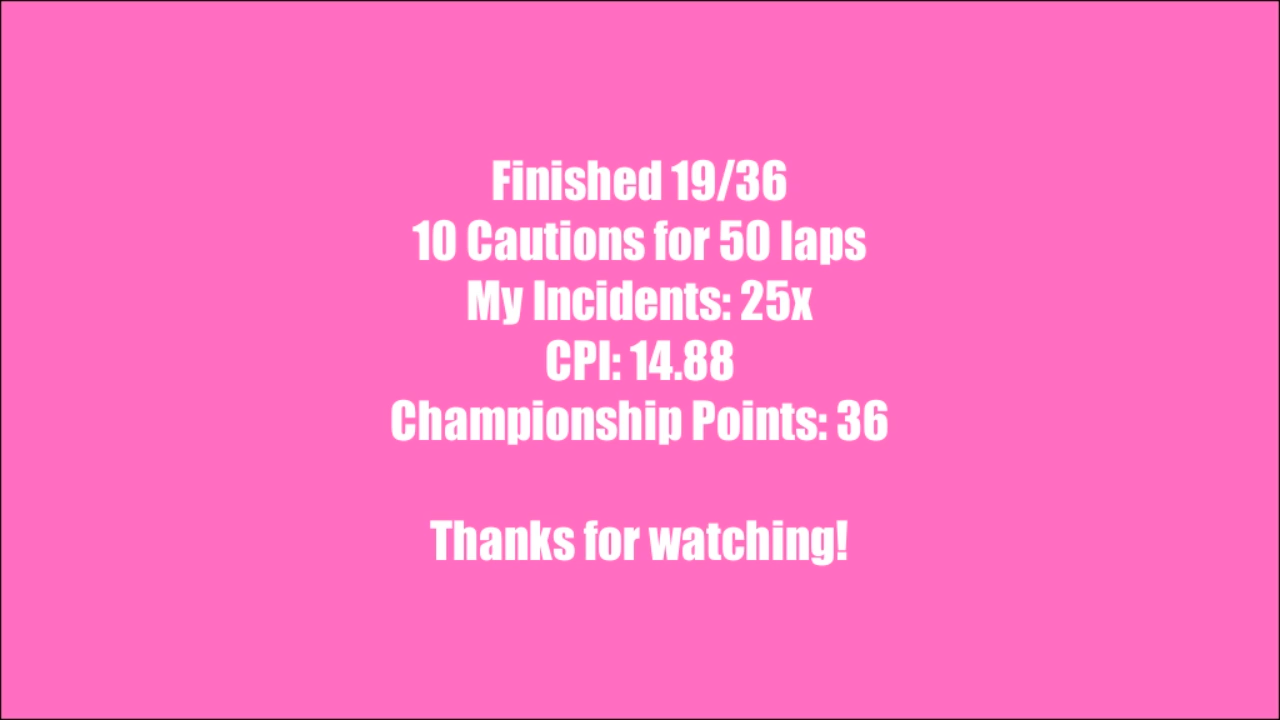 Finished 19/36
10 Cautions for 50 laps
My Incidents: 25x
CPI: 14.88
Championship Points: 36
Thanks for watching!